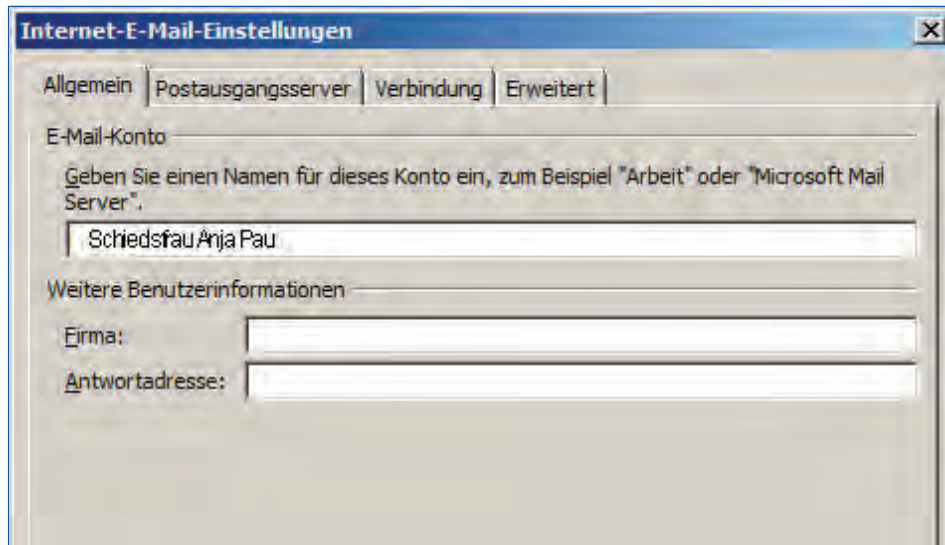 Internet-E-Mail-Einstellungen
Allgemein Postausgangsserver Verbindung Erweitert
E-Mail-Konto
Geben Sie einen Namen für dieses Konto ein, zum Beispiel "Arbeit" oder "Microsoft Mail
Server".
Schiedsfrau Anja Pau
Weitere Benutzerinformationen
Firma:
Antwortadresse: